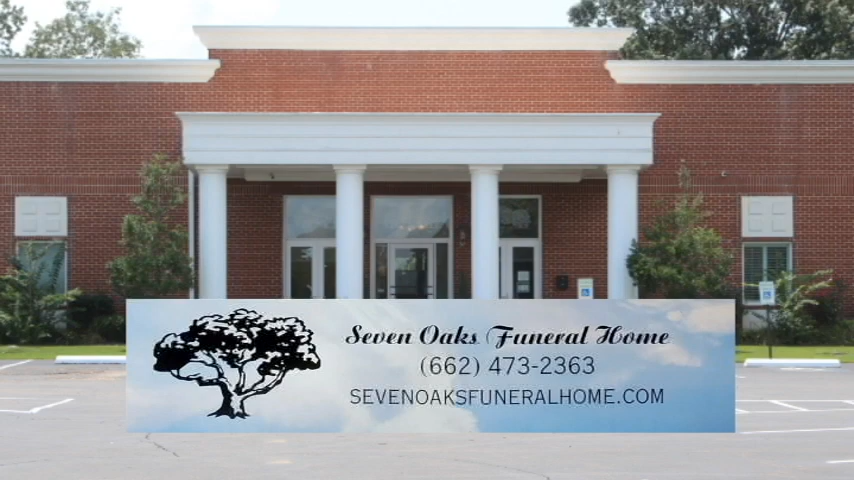 Seven Oaks Funeral Home
(662) 473-2363
SEVENOAKSFUNERALHOME.COM